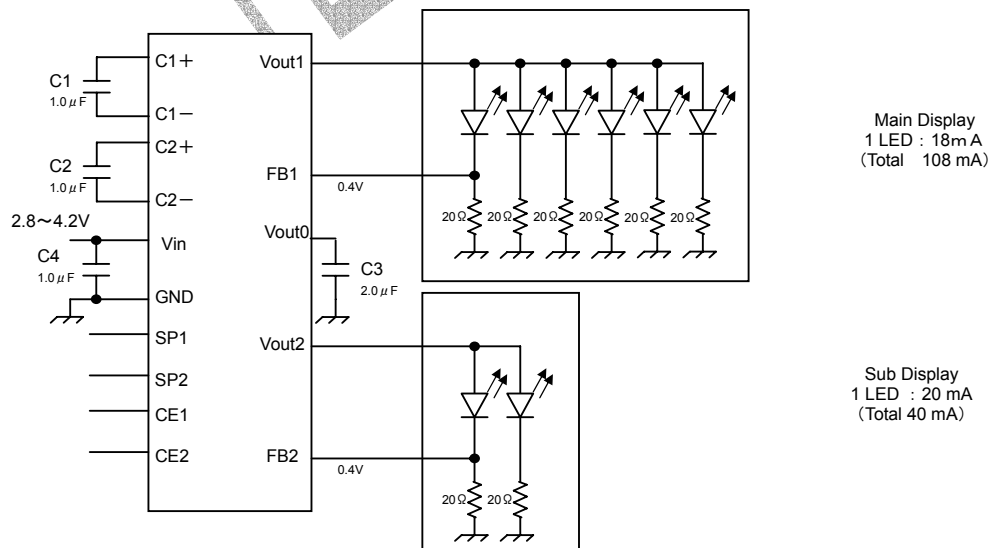 C1+
C1
1.0μF
C1−
C2+
C2
1.0μF
C2−
2.8～4.2V
Vin
C4
1.0μF
GND
SP1
SP2
CE1
CE2
Vout1
FB1
0.4V
Vout0
C3
2.0μF
Vout2
FB2
0.4V
20Ω 20Ω 20Ω 20Ω 20Ω 20Ω
20Ω 20Ω
Main Display
1 LED : 18mA
(Total 108 mA)
Sub Display
1 LED : 20 mA
(Total 40 mA)